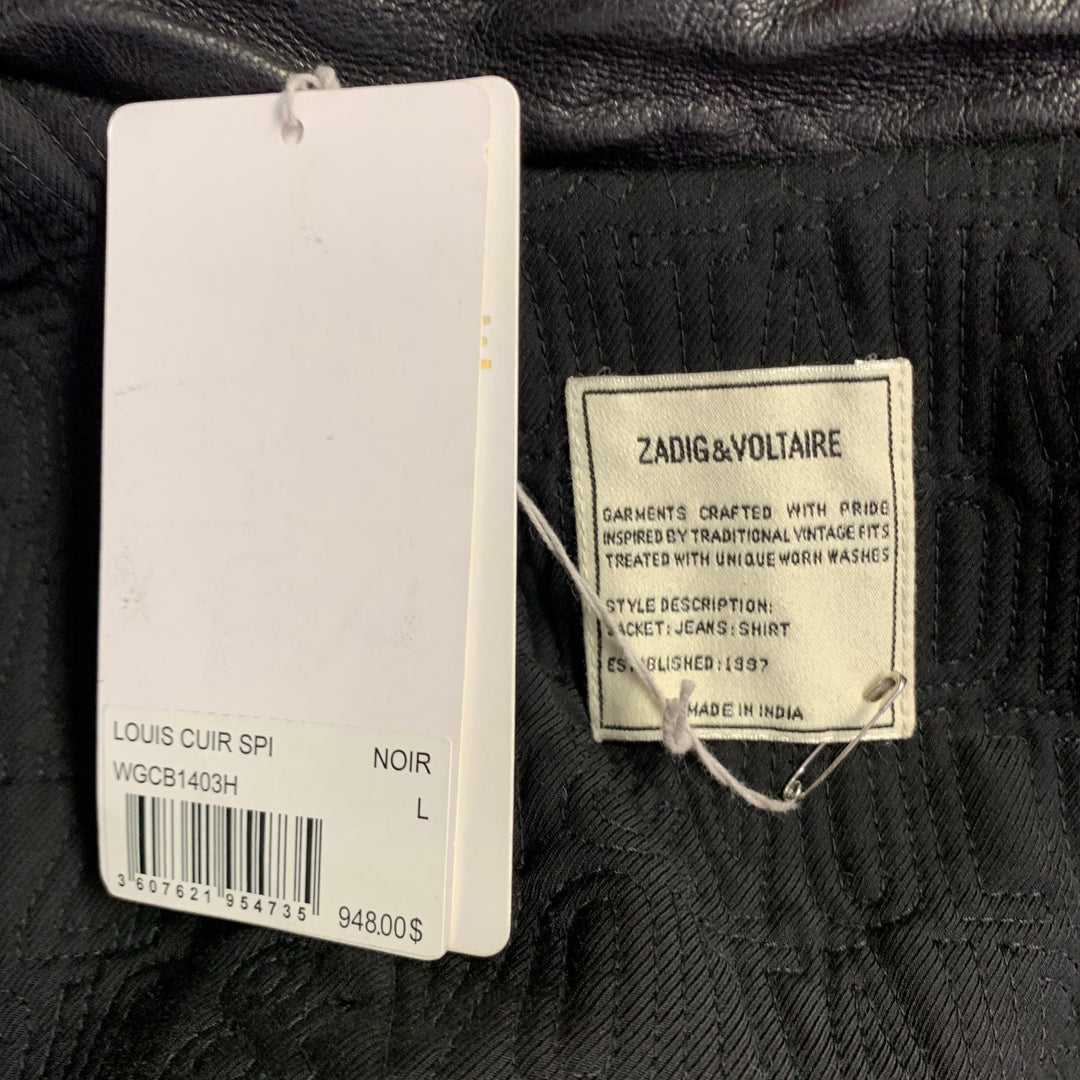 LOUIS CUIR SPI
NOIR
WGCB1403H
L
3 607621 954735
948.00$
ZADIG&VOLTAIRE
GARMENTS CRAFTED WITH PRIDE
INSPIRED BY TRADITIONAL VINTAGE FITS
TREATED WITH UNIQUE WORN WASHES
STYLE DESCRIPTION:
JACKET: JEANS: SHIRT
:1997
MADE IN INDIA